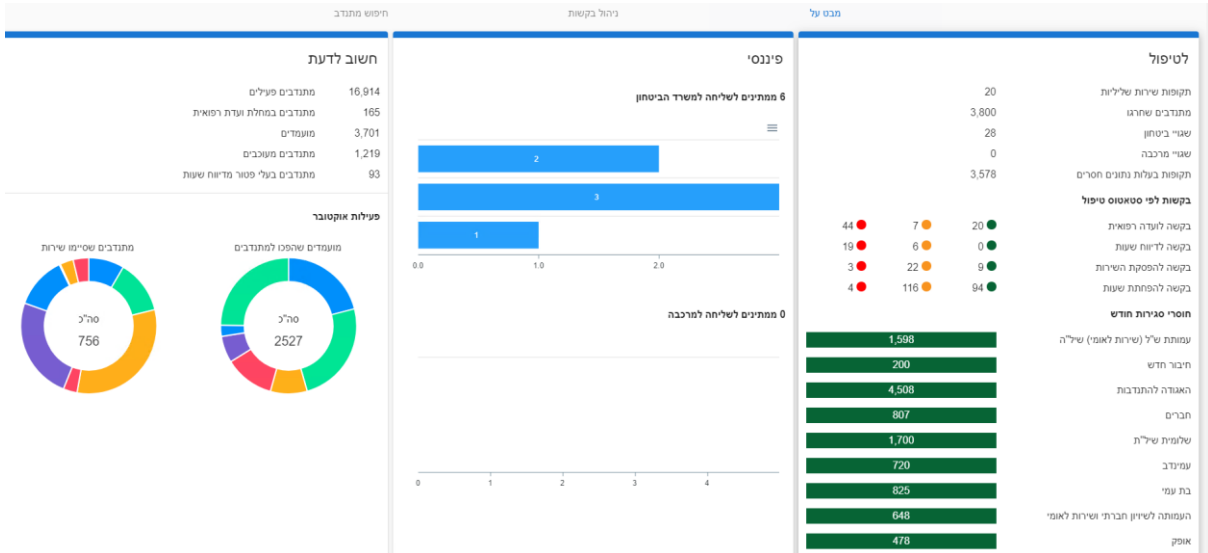 מבט על
ניהול בקשות
חיפוש מתנדב
לטיפול
תקופות שירות שליליות 20
מתנדבים שחרגו 3,800
שגויי ביטחון 28
שגויי מרכבה 0
תקופות בעלות נתונים חסרים 3,578
בקשות לפי סטאטוס טיפול
בקשה לועדה רפואית 20 7 44
בקשה לדיווח שעות 0 6 19
בקשה להפסקת השירות 9 22 3
בקשה להפחתת שעות 94 116 4
חוסרי סגירות חודש
עמותת ש"ל (שירות לאומי) שיל"ה 1,598
חיבור חדש 200
האגודה להתנדבות 4,508
חברים 807
שלומית שיל"ת 1,700
עמינדב 720
בת עמי 825
העמותה לשיויון חברתי ושירות לאומי 648
אופק 478
פיננסי
6 ממתינים לשליחה למשרד הביטחון
2
3
1
0.0 1.0 2.0
0 ממתינים לשליחה למרכבה
0 1 2 3 4
חשוב לדעת
16,914 מתנדבים פעילים
165 מתנדבים במחלת ועדת רפואית
3,701 מועמדים
1,219 מתנדבים מעוכבים
93 מתנדבים בעלי פטור מדיווח שעות
פעילות אוקטובר
מועמדים שהפכו למתנדבים
סה"כ
2527
מתנדבים שסיימו שירות
סה"כ
756